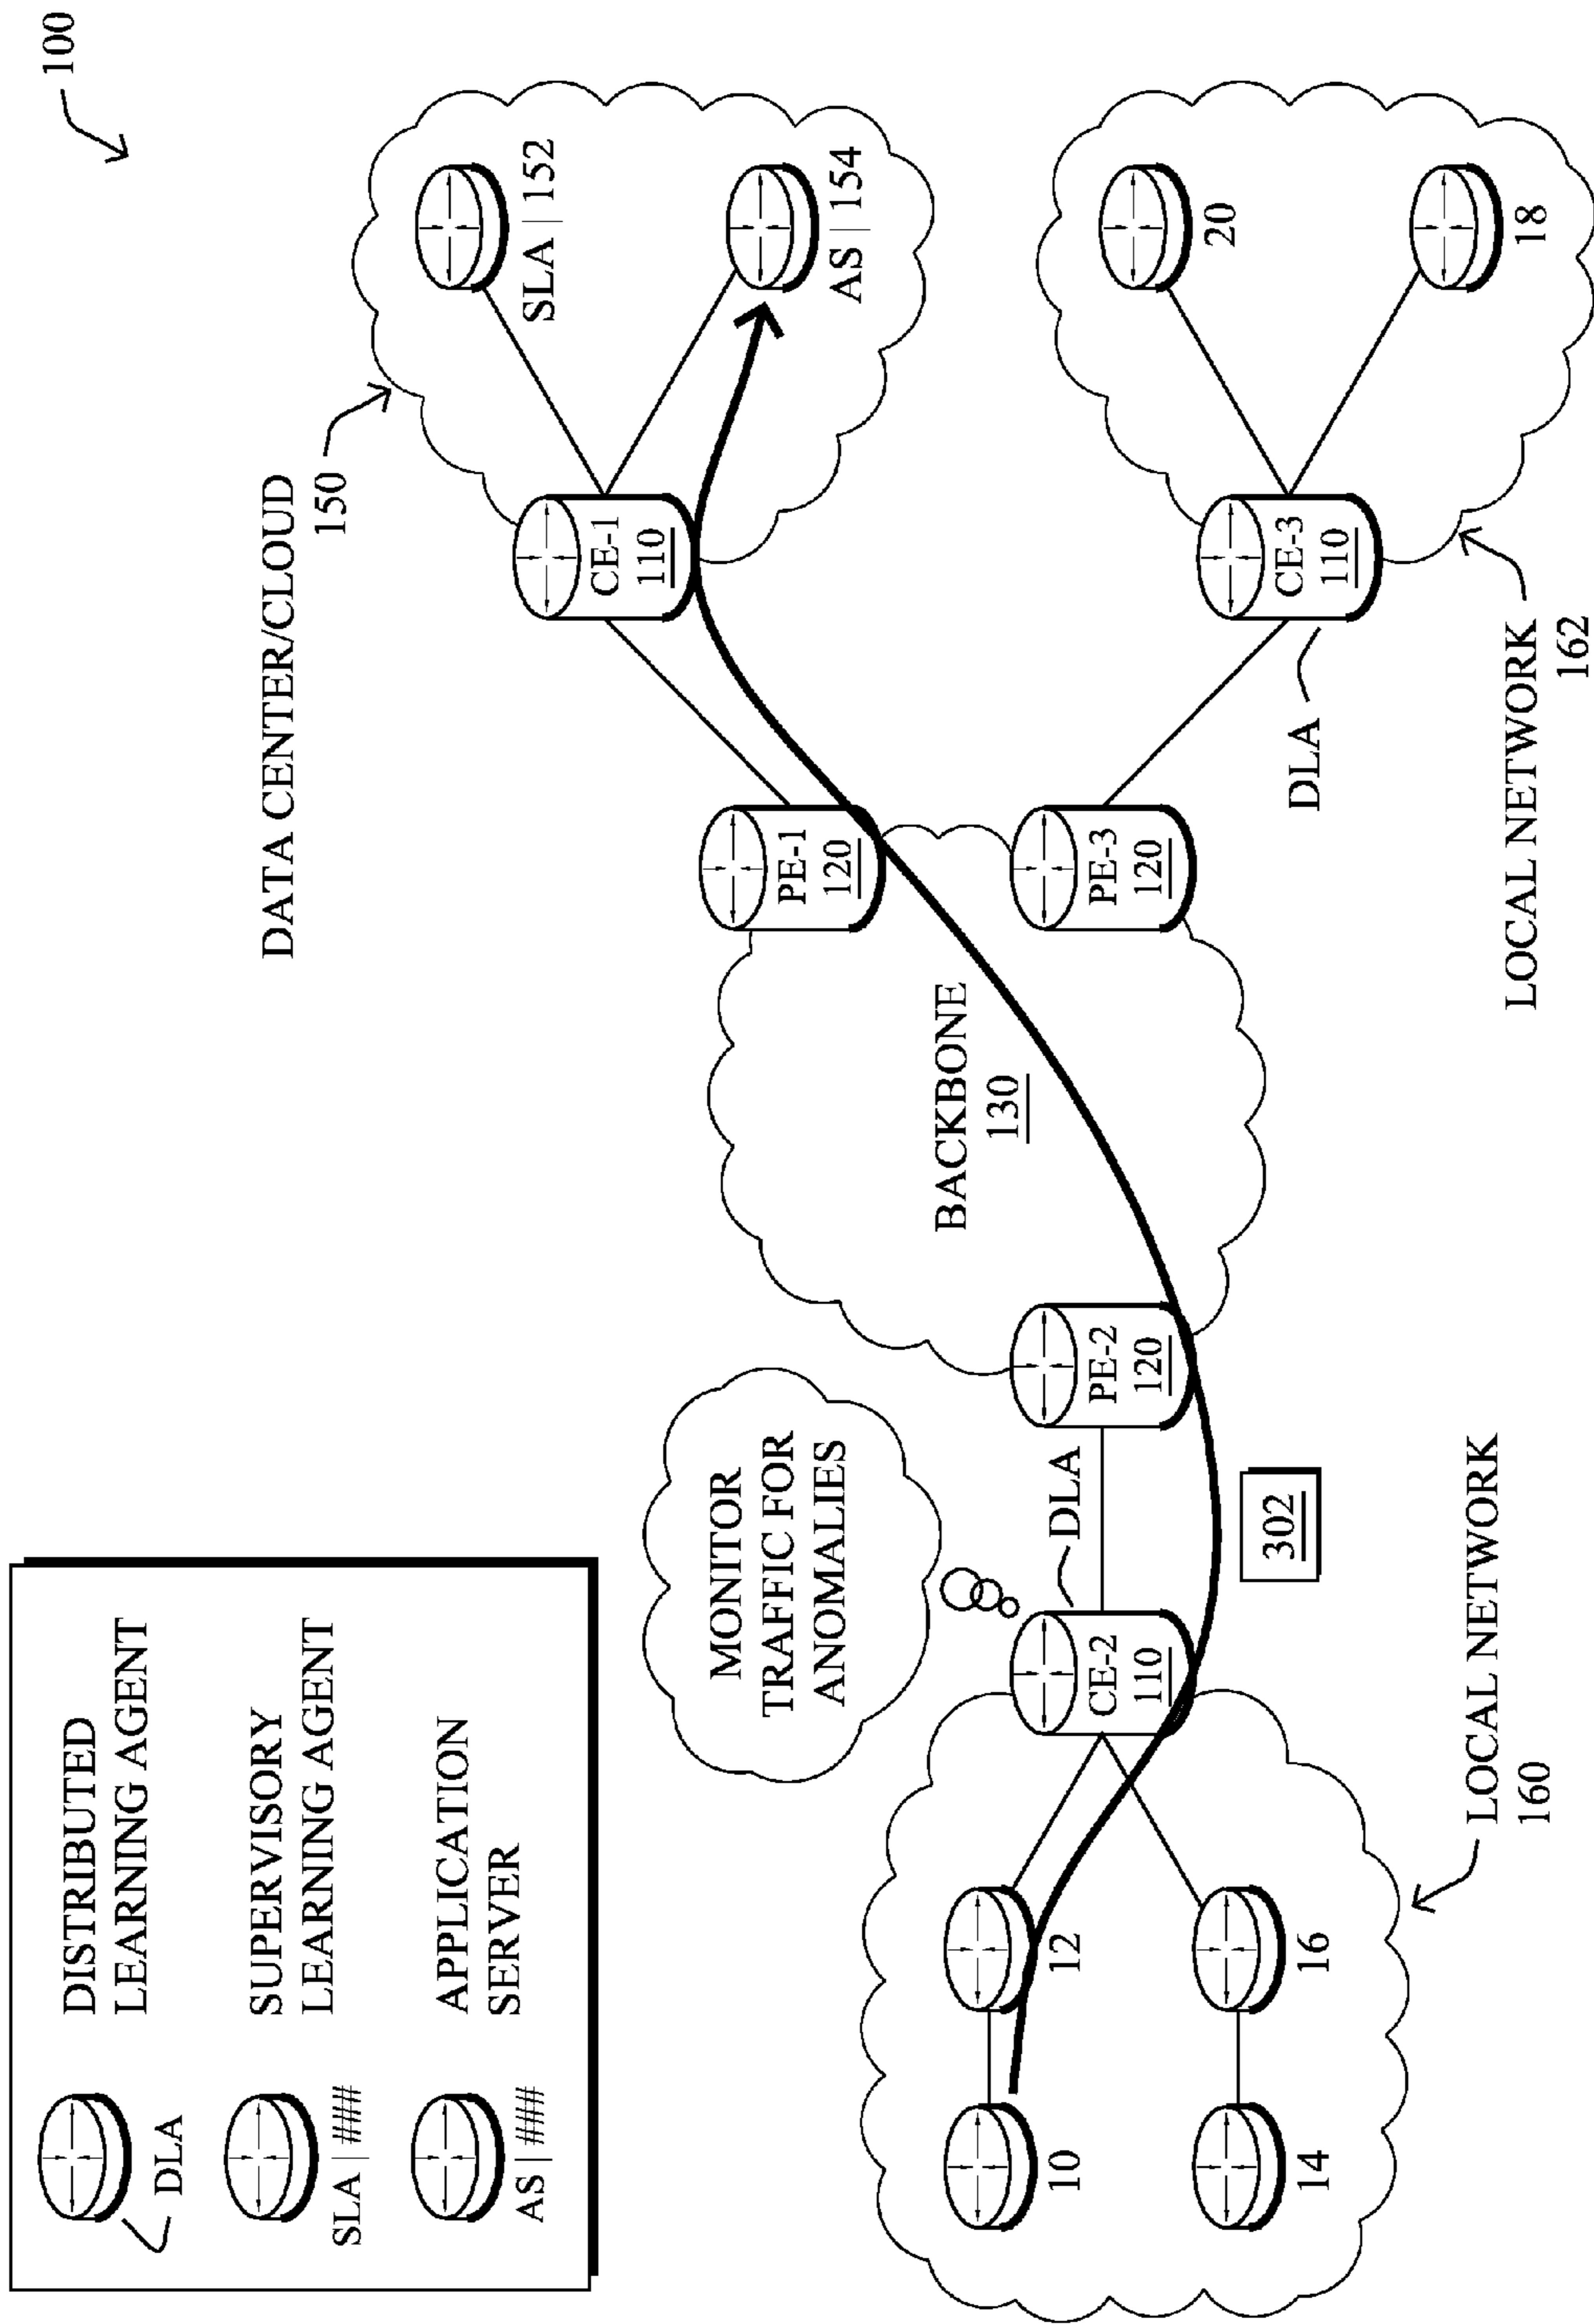 100
DISTRIBUTED
LEARNING AGENT
DLA
SUPERVISORY
LEARNING AGENT
SLA | ###
APPLICATION
SERVER
AS | ###
DATA CENTER/CLOUD
150
SLA | 152
AS | 154
CE-1
110
PE-1
120
MONITOR
TRAFFIC FOR
ANOMALIES
BACKBONE
130
10
12
14
16
CE-2
110
DLA
PE-2
120
PE-3
120
302
CE-3
110
DLA
20
18
LOCAL NETWORK
160
LOCAL NETWORK
162